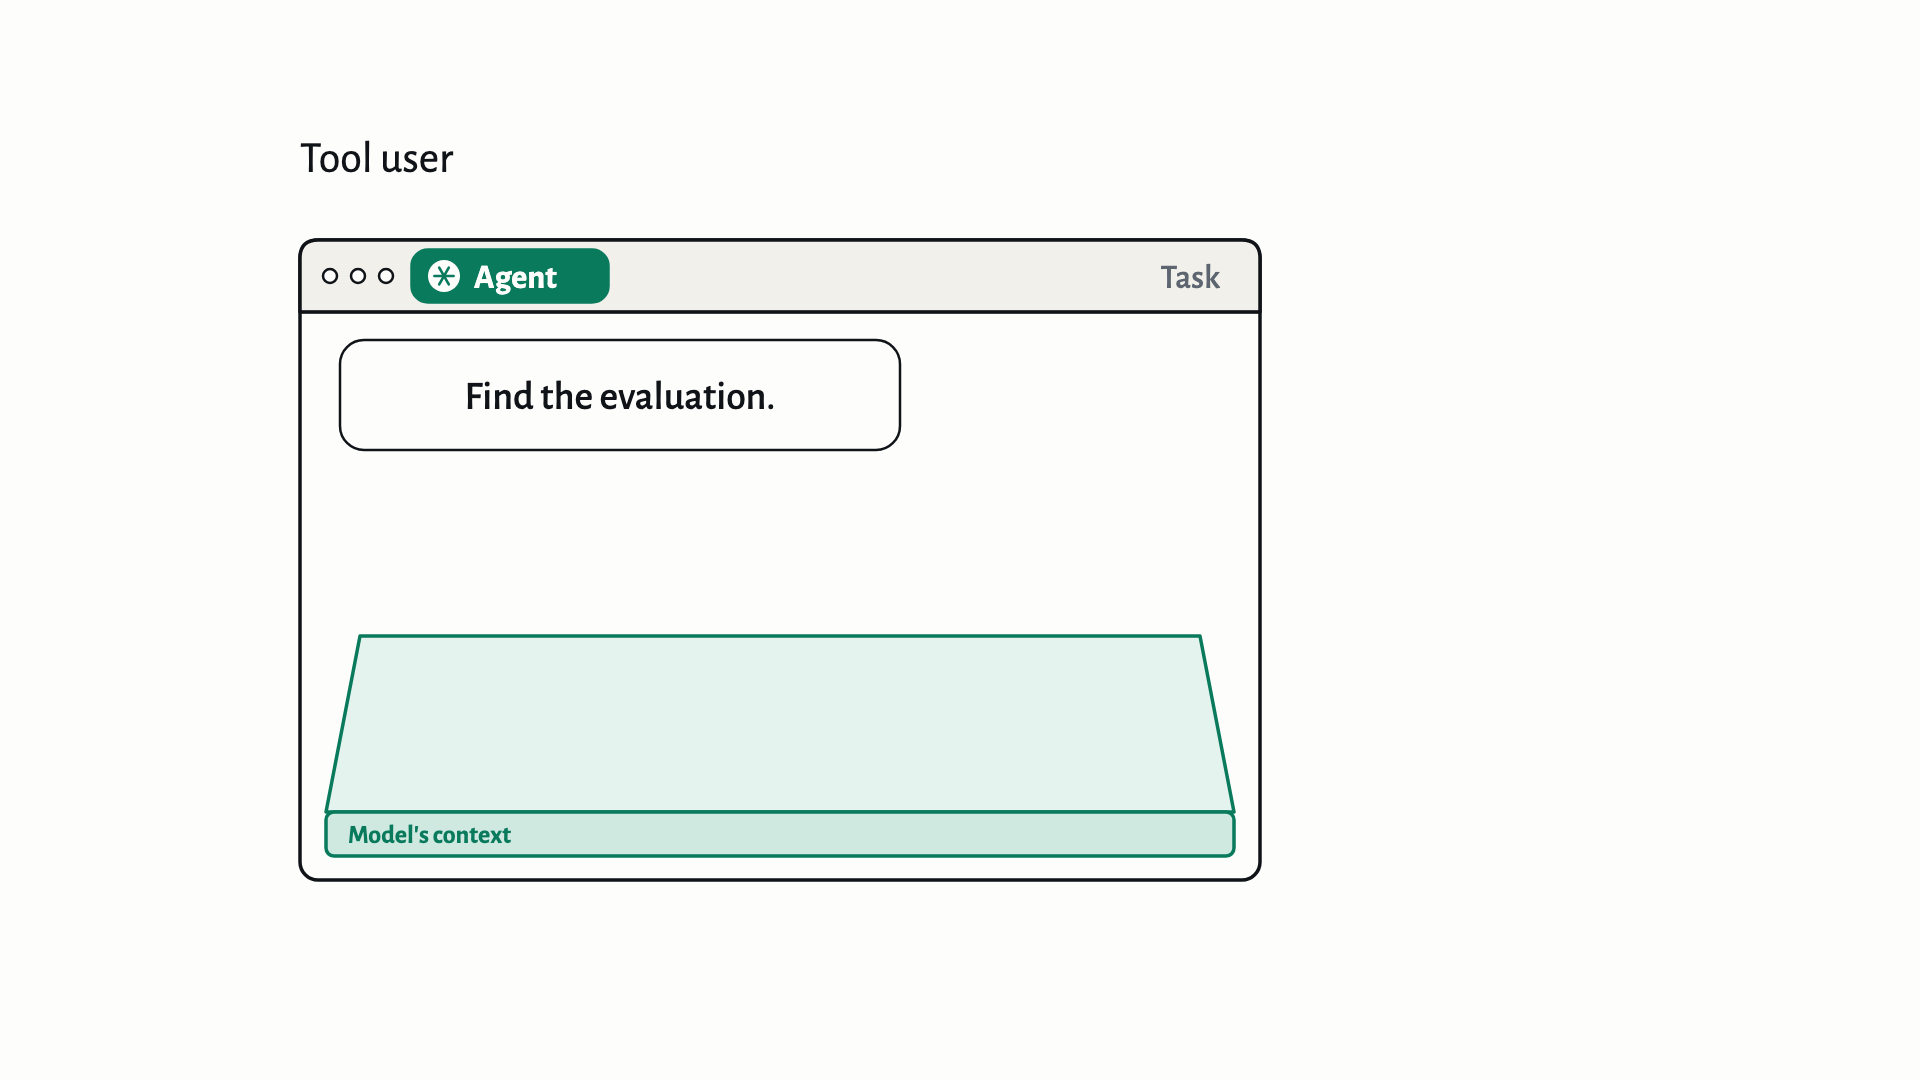 Tool user
Agent
Task
Find the evaluation.
Model's context